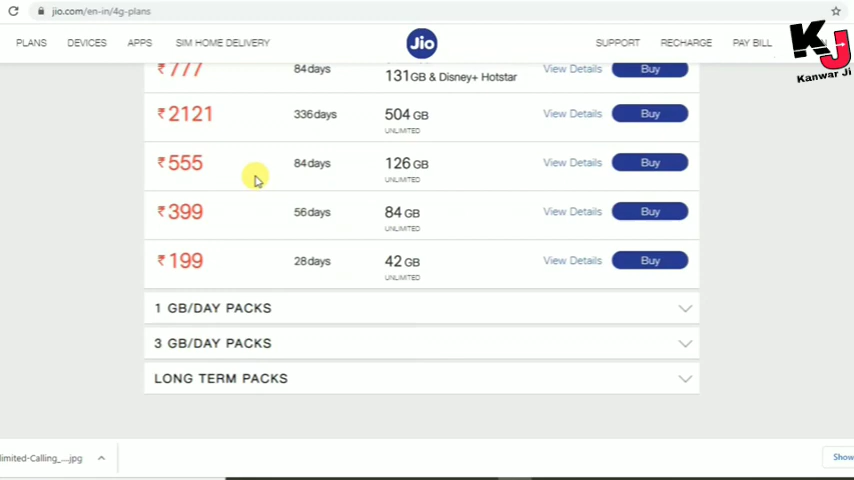 jio.com/en-in/4g-plans
PLANS DEVICES APPS SIM HOME DELIVERY Jio SUPPORT RECHARGE PAY BILL
KJ
Kanwar Ji
₹777 84days 131GB & Disney+ Hotstar View Details Buy
₹2121 336days 504 GB View Details Buy
UNLIMITED
₹555 84days 126 GB View Details Buy
UNLIMITED
₹399 56days 84 GB View Details Buy
UNLIMITED
₹199 28days 42 GB View Details Buy
UNLIMITED
1 GB/DAY PACKS
3 GB/DAY PACKS
LONG TERM PACKS
limited-Calling_....jpg Show